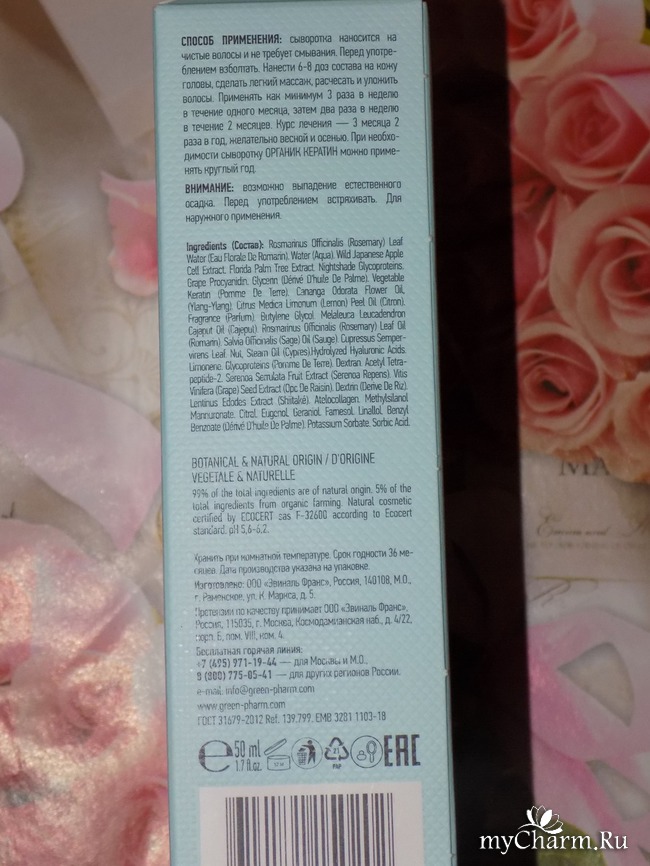 СПОСОБ ПРИМЕНЕНИЯ: сыворотка наносится на
чистые волосы и не требует смывания. Перед употре-
блением взболтать. Нанести 6-8 доз состава на кожу
головы, сделать легкий массаж, расчесать и уложить
волосы. Применять как минимум 3 раза в неделю
в течение одного месяца, затем два раза в неделю
в течение 2 месяцев. Курс лечения — 3 месяца 2
раза в год, желательно весной и осенью. При необхо-
димости сыворотку ОРГАНИК КЕРАТИН можно приме-
нять круглый год.
ВНИМАНИЕ: возможно выпадение естественного
осадка. Перед употреблением встряхивать. Для
наружного применения.
Ingredients (Состав): Rosmarinus Officinalis (Rosemary) Leaf
Water (Eau Florale De Romarin), Water (Aqua). Wild Japanese Apple
Cell Extract, Florida Palm Tree Extract, Nightshade Glycoproteins,
Grape Procyanidin, Glycerin (Dérivé D'huile De Palme), Vegetable
Keratin (Pomme De Terre). Cananga Odorata Flower Oil,
(Ylang-Ylang), Citrus Medica Limonum (Lemon) Peel Oil (Citron),
Fragrance (Parfum), Butylene Glycol, Melaleuca Leucadendron
Cajaput Oil (Cajeput), Rosmarinus Officinalis (Rosemary) Leaf Oil
(Romarin), Salvia Officinalis (Sage) Oil (Sauge). Cupressus Semper-
virens Leaf, Nut, Steam Oil (Cypres),Hydrolyzed Hyaluronic Acids,
Limonene, Glycoproteins (Pomme De Terre). Dextran, Acetyl Tetra-
peptide-2, Serenoa Serrulata Fruit Extract (Serenoa Repens), Vitis
Vinifera (Grape) Seed Extract (Opc De Raisin), Dextrin (Derive De Riz),
Lentinus Edodes Extract (Shiitaké), Atelocollagen, Methylsilanol
Mannuronate, Citral, Eugenol, Geraniol, Farnesol, Linallol, Benzyl
Benzoate (Dérivé D'huile De Palme), Potassium Sorbate, Sorbic Acid.
BOTANICAL & NATURAL ORIGIN / D'ORIGINE
VEGETALE & NATURELLE
99% of the total ingredients are of natural origin. 5% of the
total ingredients from organic farming. Natural cosmetic
certified by ECOCERT sas F-32600 according to Ecocert
standard. pH 5,6-6,2.
Хранить при комнатной температуре. Срок годности 36 ме-
сяцев. Дата производства указана на упаковке.
Изготовлено: ООО «Эвиналь Франс», Россия, 140108, М.О.,
г. Раменское, ул. К. Маркса, д. 5.
Претензии по качеству принимает ООО «Эвиналь Франс»,
Россия, 115035, г. Москва, Космодамианская наб., д. 4/22,
корп. Б, пом. VIII, ком. 4.
Бесплатная горячая линия:
+7 (495) 971-19-44 — для Москвы и М.О.,
8 (800) 775-05-41 — для других регионов России.
e-mail: info@green-pharm.com
www.green-pharm.com
ГОСТ 31679-2012 Ref. 139.799. EMB 3281 1103-18
e 50 ml
1.7 fl.oz.
12 M
21
PAP
EAC
MA
myCharm.Ru